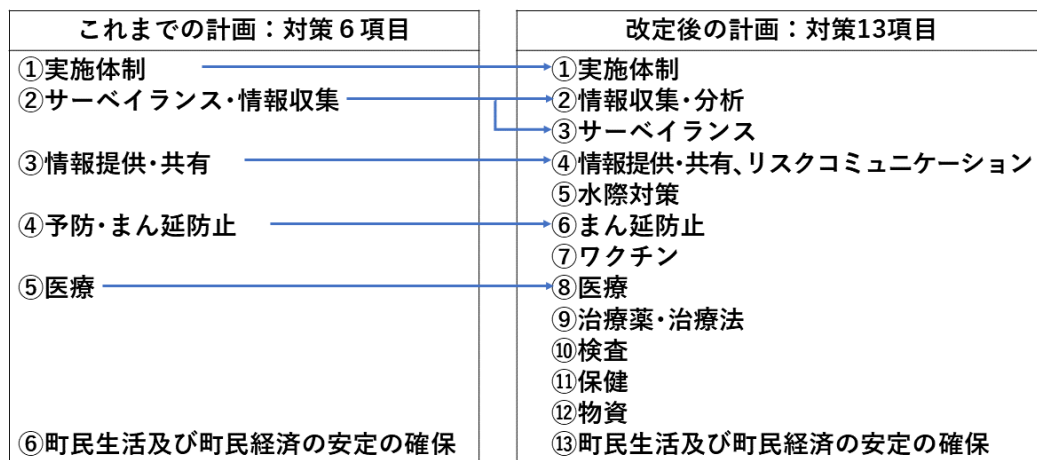 これまでの計画：対策６項目
①実施体制
②サーベイランス・情報収集
③情報提供・共有
④予防・まん延防止
⑤医療
⑥町民生活及び町民経済の安定の確保
改定後の計画：対策13項目
①実施体制
②情報収集・分析
③サーベイランス
④情報提供・共有、リスクコミュニケーション
⑤水際対策
⑥まん延防止
⑦ワクチン
⑧医療
⑨治療薬・治療法
⑩検査
⑪保健
⑫物資
⑬町民生活及び町民経済の安定の確保